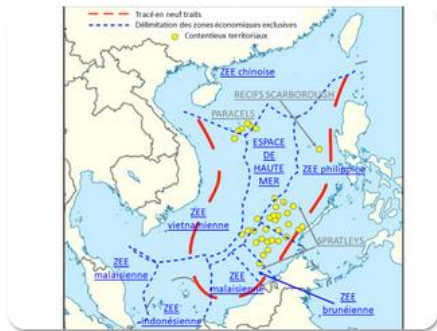 Tracé en neuf traits
Délimitation des zones économiques exclusives
Contentieux territoriaux
ZEE chinoise
RECIFS SCARBOROUGH
PARACELS
ESPACE
DE
HAUTE
MER
ZEE philippine
ZEE
vietnamienne
SPRATLEYS
ZEE
malaisienne
ZEE
malaisienne
ZEE
indonésienne
ZEE
brunéienne